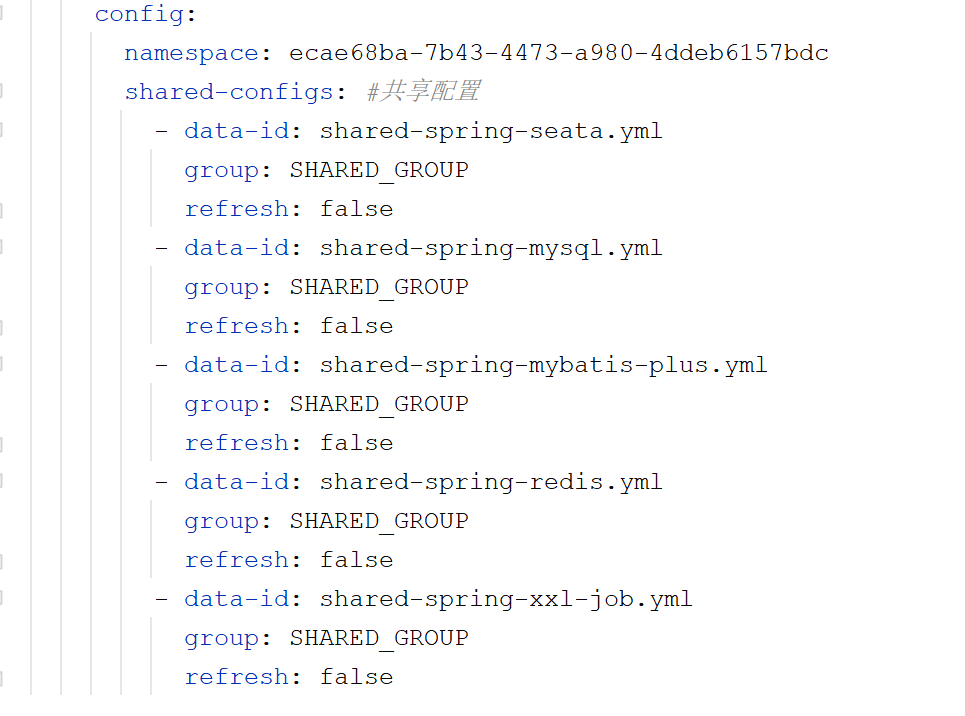 config:
namespace: ecae68ba-7b43-4473-a980-4ddeb6157bdc
shared-configs: #共享配置
- data-id: shared-spring-seata.yml
group: SHARED_GROUP
refresh: false
- data-id: shared-spring-mysql.yml
group: SHARED_GROUP
refresh: false
- data-id: shared-spring-mybatis-plus.yml
group: SHARED_GROUP
refresh: false
- data-id: shared-spring-redis.yml
group: SHARED_GROUP
refresh: false
- data-id: shared-spring-xxl-job.yml
group: SHARED_GROUP
refresh: false